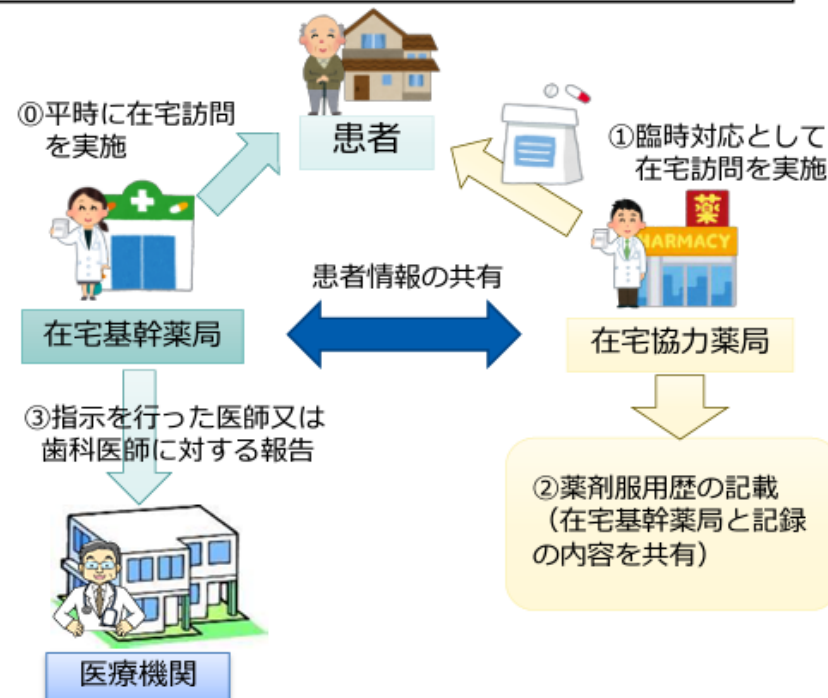 ⓪平時に在宅訪問
を実施
患者
①臨時対応として
在宅訪問を実施
薬
PHARMACY
患者情報の共有
在宅基幹薬局
在宅協力薬局
③指示を行った医師又は
歯科医師に対する報告
②薬剤服用歴の記載
（在宅基幹薬局と記録
の内容を共有）
医療機関